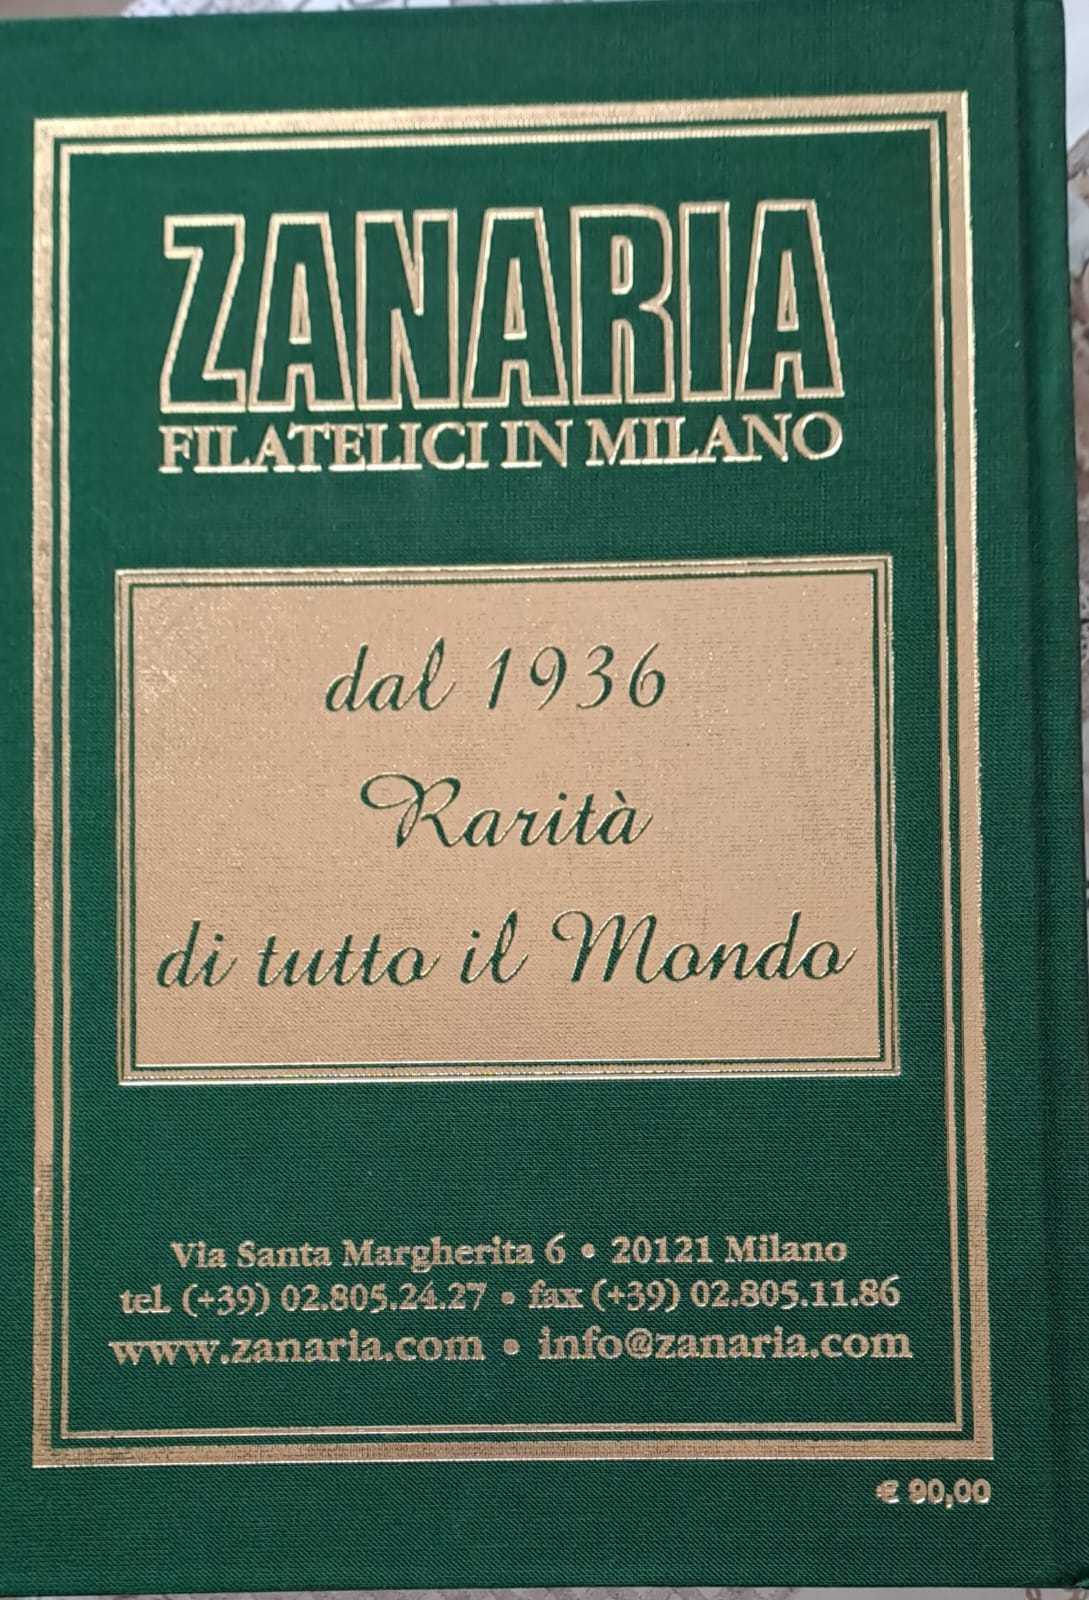 ZANARIA
FILATELICI IN MILANO
dal 1936
Rarità
di tutto il Mondo
Via Santa Margherita 6 • 20121 Milano
tel. (+39) 02.805.24.27 • fax (+39) 02.805.11.86
www.zanaria.com • info@zanaria.com
€ 90,00